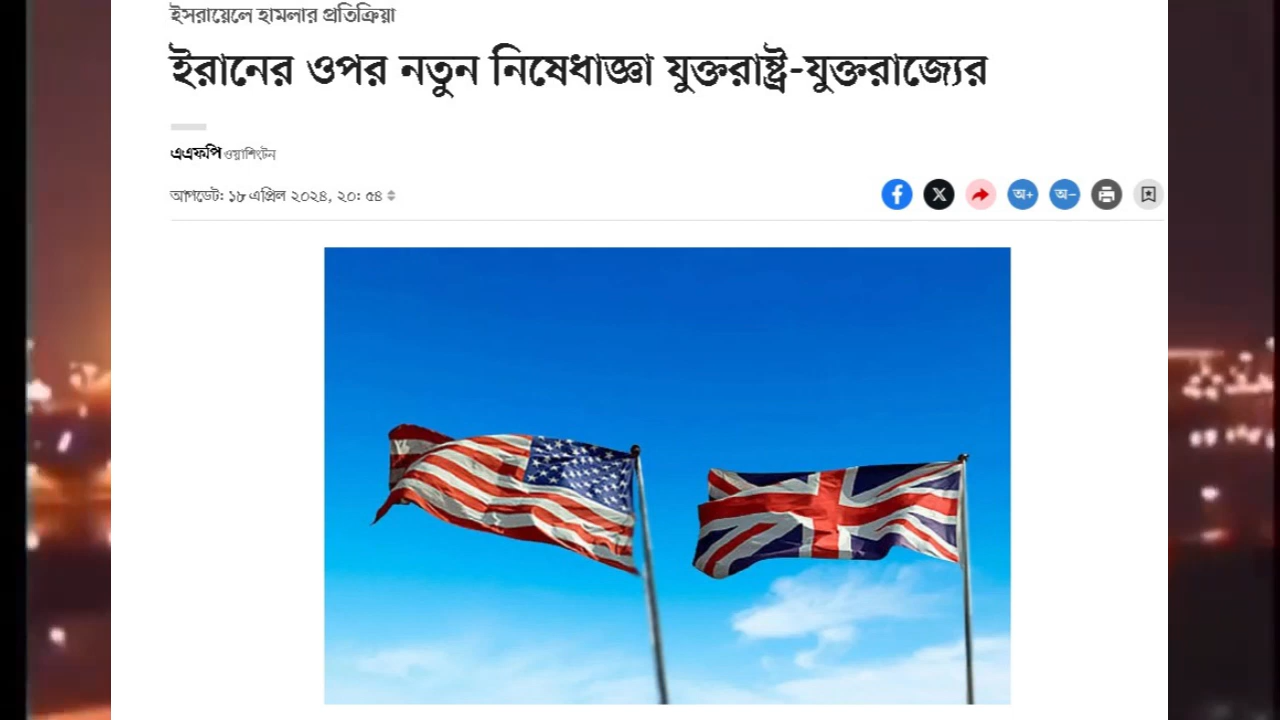 ইসরায়েলে হামলার প্রতিক্রিয়া
ইরানের ওপর নতুন নিষেধাজ্ঞা যুক্তরাষ্ট্র-যুক্তরাজ্যের
এএফপি ওয়াশিংটন
আপডেট: ১৮ এপ্রিল ২০২৪, ২০: ৫৪
অ+ অ−